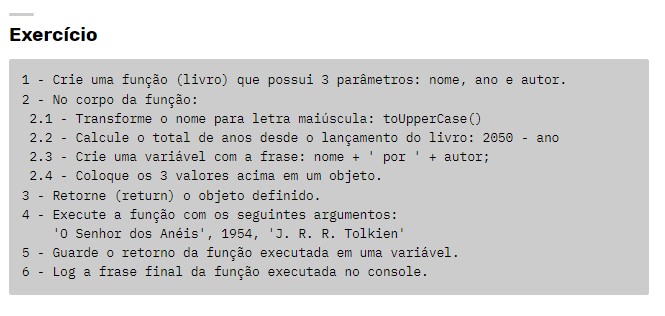 Exercício
1 - Crie uma função (livro) que possui 3 parâmetros: nome, ano e autor.
2 - No corpo da função:
2.1 - Transforme o nome para letra maiúscula: toUpperCase()
2.2 - Calcule o total de anos desde o lançamento do livro: 2050 - ano
2.3 - Crie uma variável com a frase: nome + ' por ' + autor;
2.4 - Coloque os 3 valores acima em um objeto.
3 - Retorne (return) o objeto definido.
4 - Execute a função com os seguintes argumentos:
'O Senhor dos Anéis', 1954, 'J. R. R. Tolkien'
5 - Guarde o retorno da função executada em uma variável.
6 - Log a frase final da função executada no console.